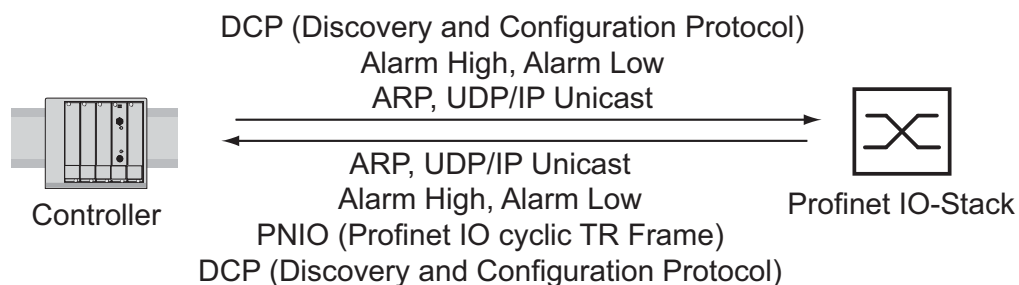 DCP (Discovery and Configuration Protocol)
Alarm High, Alarm Low
ARP, UDP/IP Unicast
ARP, UDP/IP Unicast
Alarm High, Alarm Low
PNIO (Profinet IO cyclic TR Frame)
DCP (Discovery and Configuration Protocol)
Controller
Profinet IO-Stack